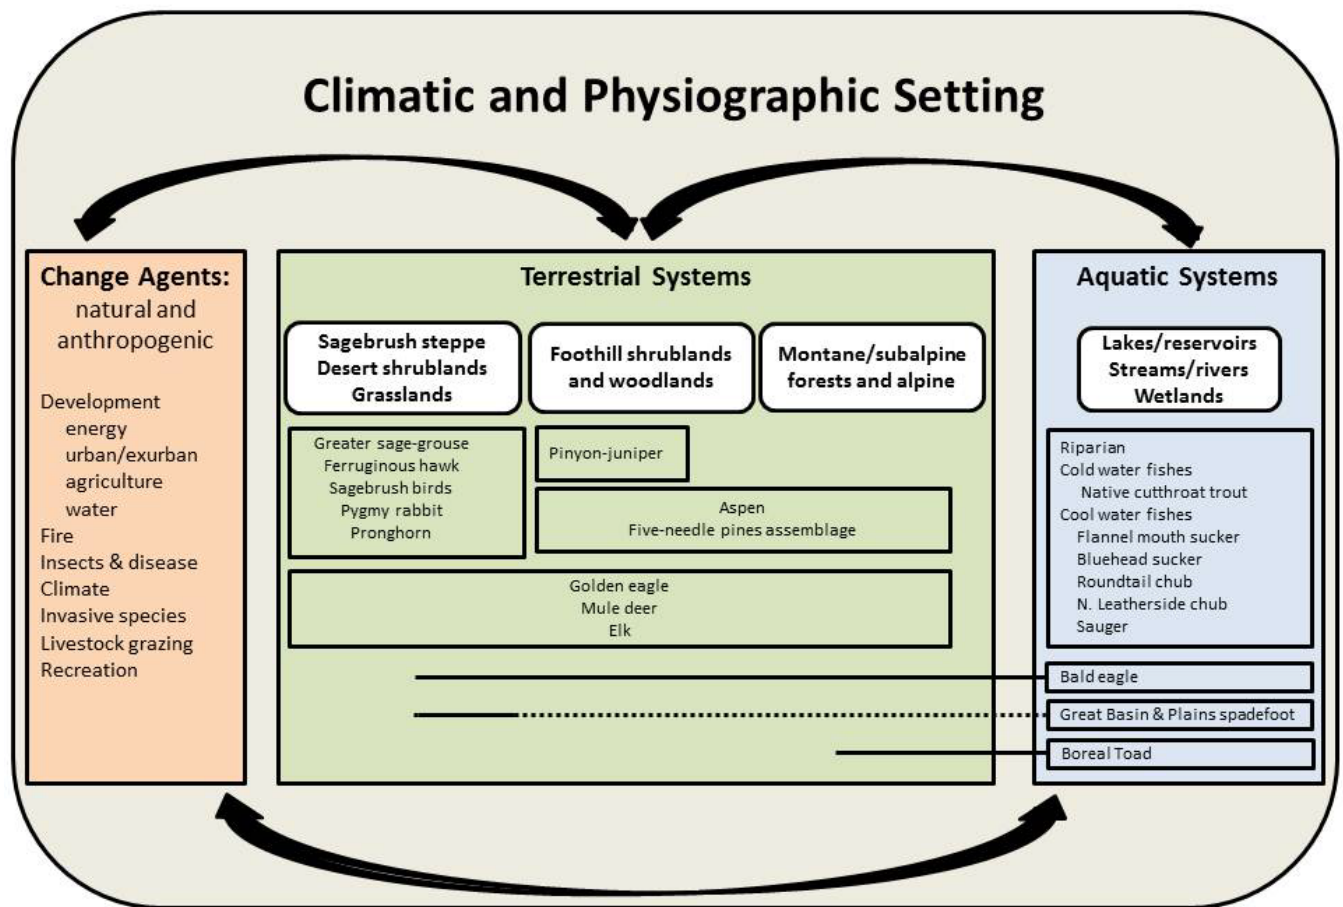 Climatic and Physiographic Setting
Change Agents:
natural and
anthropogenic
Development
energy
urban/exurban
agriculture
water
Fire
Insects & disease
Climate
Invasive species
Livestock grazing
Recreation
Terrestrial Systems
Sagebrush steppe
Desert shrublands
Grasslands
Foothill shrublands
and woodlands
Montane/subalpine
forests and alpine
Greater sage-grouse
Ferruginous hawk
Sagebrush birds
Pygmy rabbit
Pronghorn
Pinyon-juniper
Aspen
Five-needle pines assemblage
Golden eagle
Mule deer
Elk
Aquatic Systems
Lakes/reservoirs
Streams/rivers
Wetlands
Riparian
Cold water fishes
Native cutthroat trout
Cool water fishes
Flannel mouth sucker
Bluehead sucker
Roundtail chub
N. Leatherside chub
Sauger
Bald eagle
Great Basin & Plains spadefoot
Boreal Toad